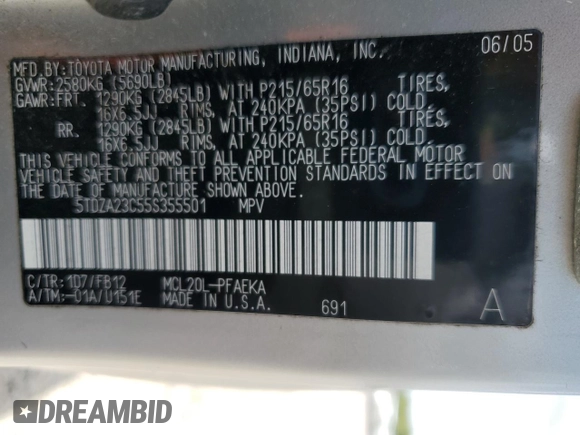 MFD. BY: TOYOTA MOTOR MANUFACTURING, INDIANA, INC. 06/05
GVWR: 2580KG (5690LB)
GAWR: FRT. 1290KG (2845LB) WITH P215/65R16 TIRES,
16X6.5JJ RIMS, AT 240KPA (35PSI) COLD.
RR. 1290KG (2845LB) WITH P215/65R16 TIRES,
16X6.5JJ RIMS, AT 240KPA (35PSI) COLD.
THIS VEHICLE CONFORMS TO ALL APPLICABLE FEDERAL MOTOR
VEHICLE SAFETY AND THEFT PREVENTION STANDARDS IN EFFECT ON
THE DATE OF MANUFACTURE SHOWN ABOVE.
5TDZA23C55S355501 MPV
C/TR: 1D7/FB12 MCL20L-PFAEKA
A/TM: -01A/U151E MADE IN U.S.A. 691 A
DREAMBID